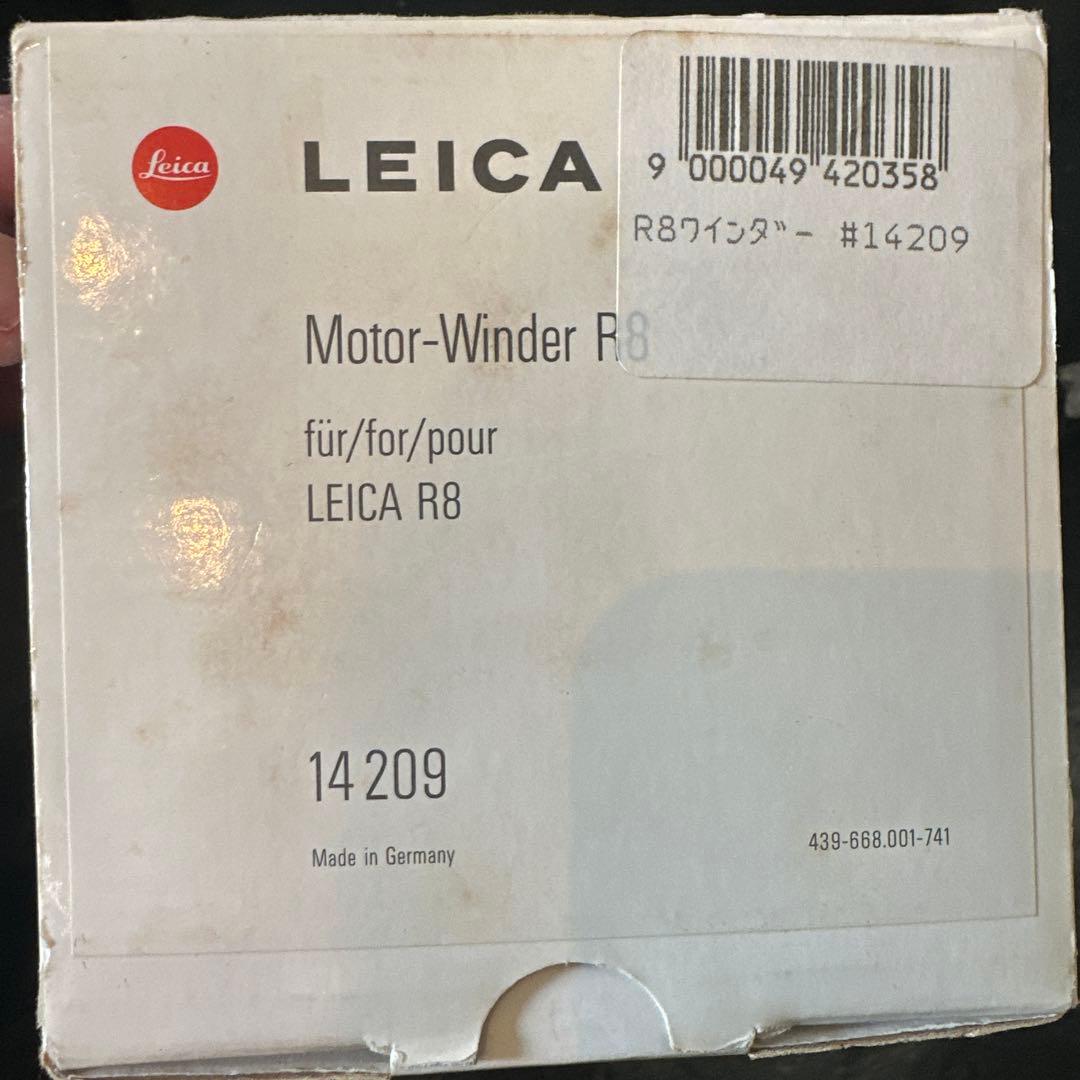 Leica
LEICA
9 000049 420358
R8ワインダー #14209
Motor-Winder R8
für/for/pour
LEICA R8
14 209
Made in Germany
439-668.001-741